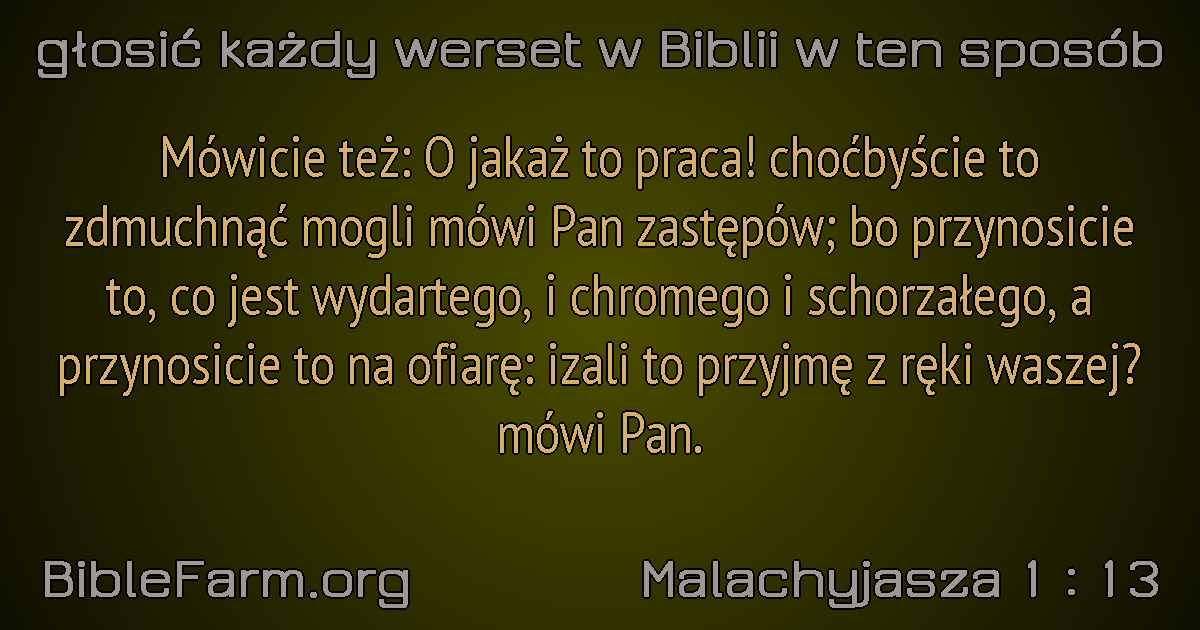 głosić każdy werset w Biblii w ten sposób
Mówicie też: O jakaż to praca! choćbyście to
zdmuchnąć mogli mówi Pan zastępów; bo przynosicie
to, co jest wydartego, i chromego i schorzałego, a
przynosicie to na ofiarę: izali to przyjmę z ręki waszej?
mówi Pan.
BibleFarm.org
Malachyjasza 1 : 13